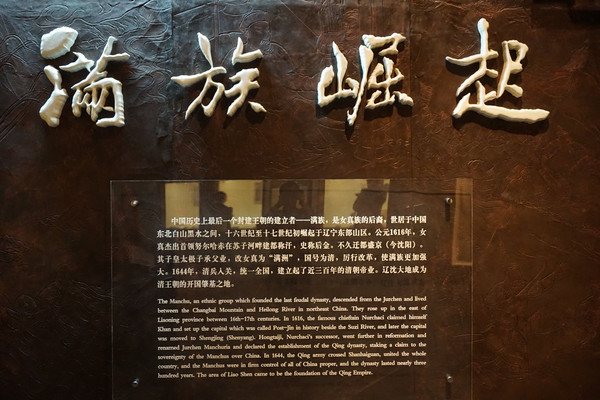 满族崛起
中国历史上最后一个封建王朝的建立者——满族，是女真族的后裔，世居于中国
东北白山黑水之间，十六世纪至十七世纪初崛起于辽宁东部山区。公元1616年，女
真杰出首领努尔哈赤在苏子河畔建都称汗，史称后金。不久迁都盛京（今沈阳）。
其子皇太极子承父业，改女真为“满洲”，国号为清，厉行改革，使满族更加强
大。1644年，清兵入关，统一全国，建立起了近三百年的清朝帝业。辽沈大地成为
清王朝的开国肇基之地。
The Manchu, an ethnic group which founded the last feudal dynasty, descended from the Jurchen and lived
between the Changbai Mountain and Heilong River in northeast China. They rose up in the east of
Liaoning province between 16th-17th centuries. In 1616, the famous chieftain Nurhaci claimed himself
Khan and set up the capital which was called Post-Jin in history beside the Suzi River, and later the capital
was moved to Shengjing (Shenyang). Hongtaiji, Nurhaci's successor, went further in reformation and
renamed Jurchen Manchuria and declared the establishment of the Qing dynasty, staking a claim to the
sovereignty of the Manchus over China. In 1644, the Qing army crossed Shanhaiguan, united the whole
country, and the Manchus were in firm control of all of China proper, and the dynasty lasted nearly three
hundred years. The area of Liao Shen came to be the foundation of the Qing Empire.